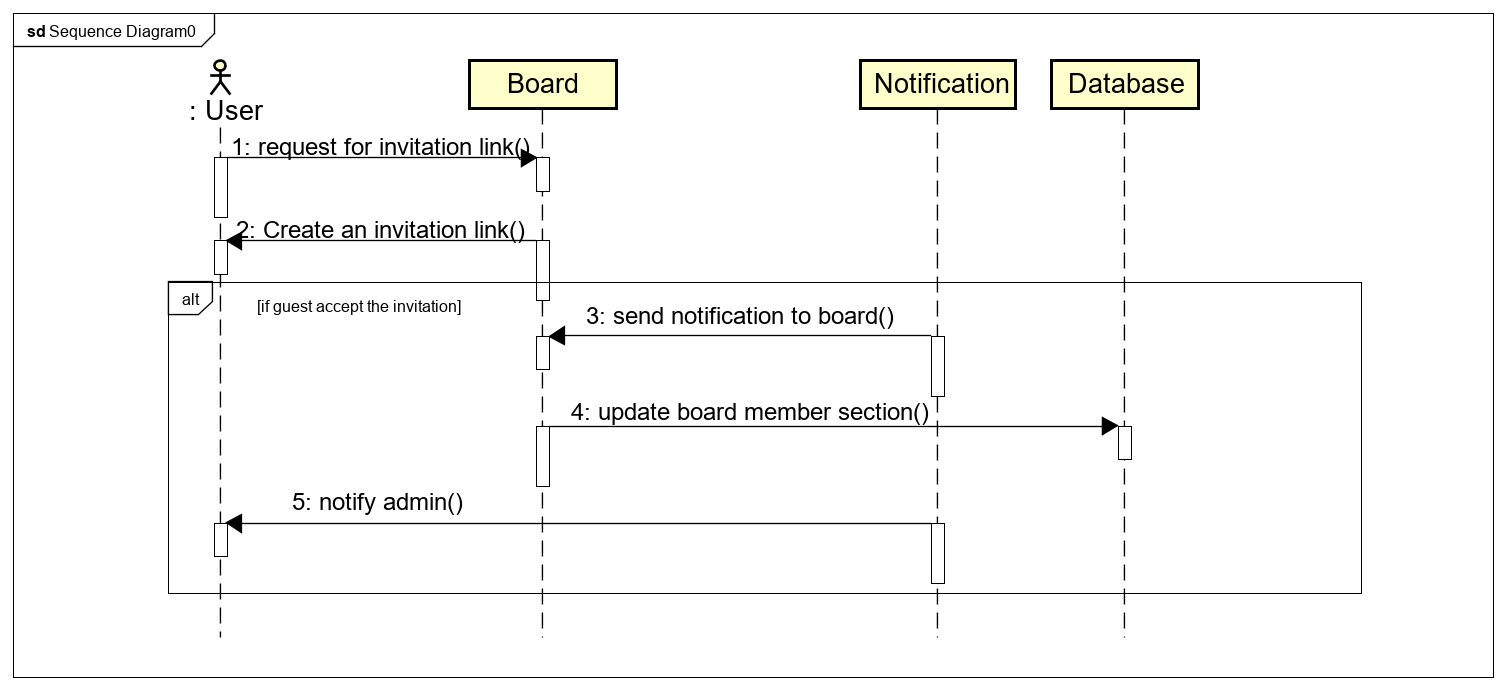 sd Sequence Diagram0
: User
Board
Notification
Database
1: request for invitation link()
2: Create an invitation link()
alt
[if guest accept the invitation]
3: send notification to board()
4: update board member section()
5: notify admin()